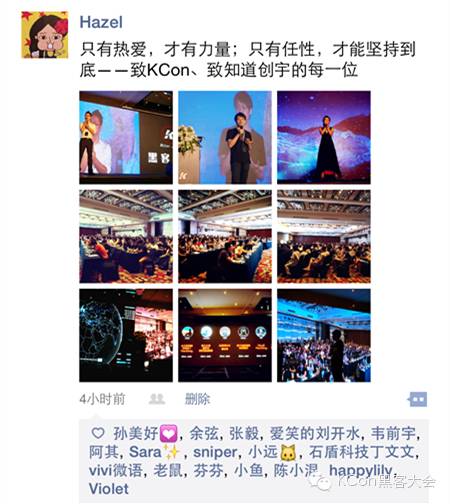 Hazel
只有热爱，才有力量；只有任性，才能坚持到
底——致KCon、致知道创宇的每一位
K
黑客
4小时前
删除
孙美好, 余弦, 张毅, 爱笑的刘开水, 韦前宇,
阿其, Sara, sniper, 小远, 石盾科技丁文文,
vivi微语, 老鼠, 芬芬, 小鱼, 陈小混, happylily,
Violet
KCon黑客大会